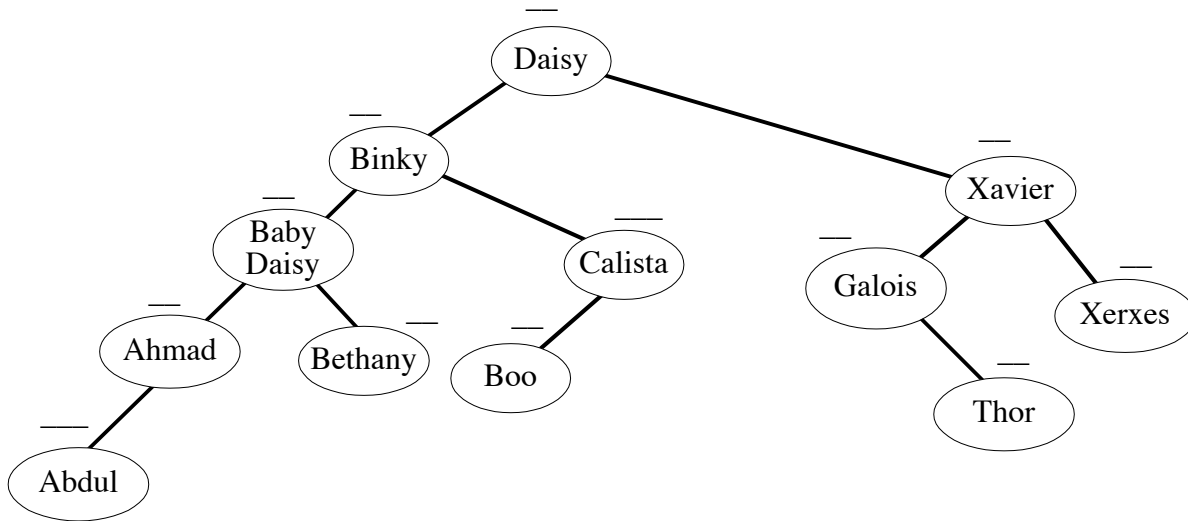 Daisy
Binky
Xavier
Baby
Daisy
Calista
Galois
Xerxes
Ahmad
Bethany
Boo
Thor
Abdul